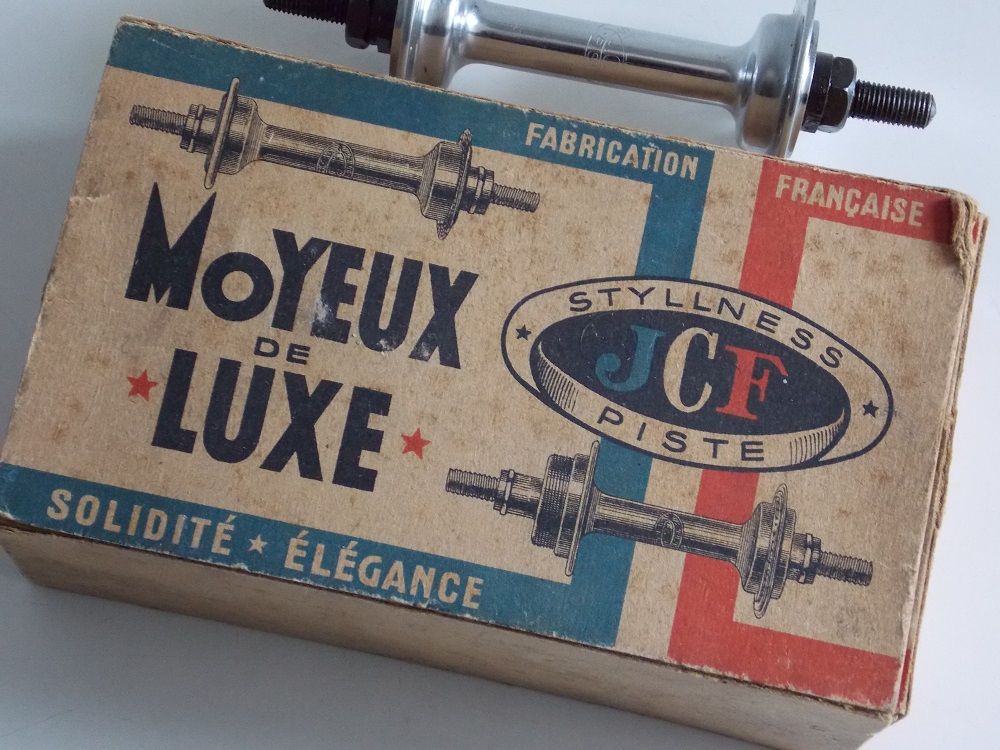 FABRICATION
FRANÇAISE
MOYEUX
DE
LUXE
STYLLNESS
JCF
PISTE
SOLIDITÉ ★ ÉLÉGANCE